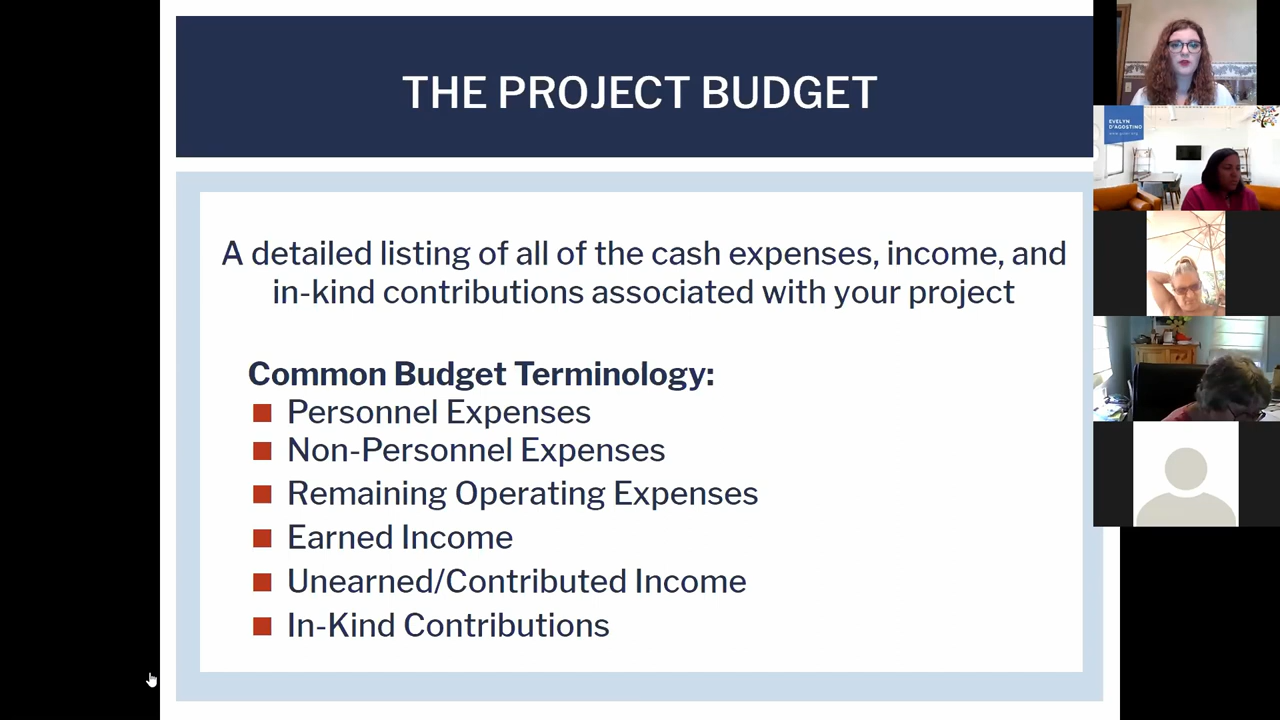 THE PROJECT BUDGET
A detailed listing of all of the cash expenses, income, and
in-kind contributions associated with your project
Common Budget Terminology:
Personnel Expenses
Non-Personnel Expenses
Remaining Operating Expenses
Earned Income
Unearned/Contributed Income
In-Kind Contributions
EVELYN
D'AGOSTINO